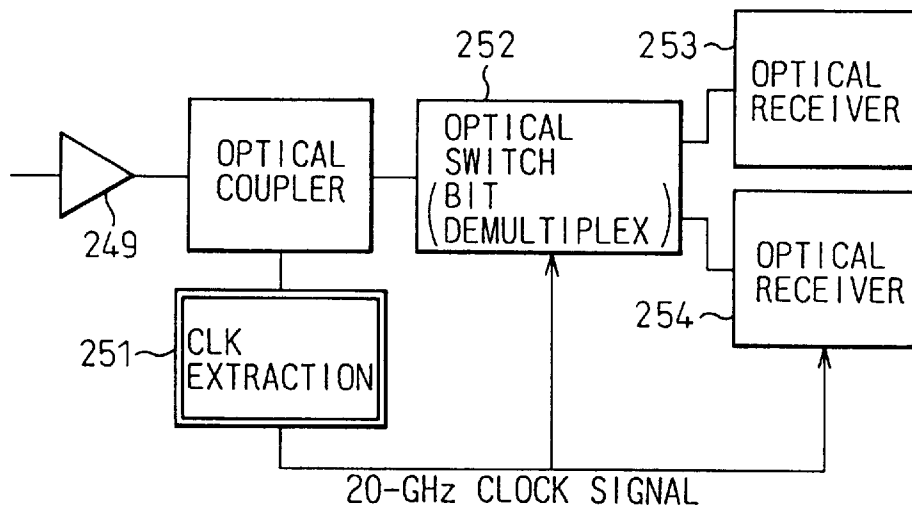 252
253
OPTICAL
RECEIVER
OPTICAL
COUPLER
OPTICAL
SWITCH
(BIT
DEMULTIPLEX)
249
OPTICAL
RECEIVER
254
251
CLK
EXTRACTION
20-GHz CLOCK SIGNAL